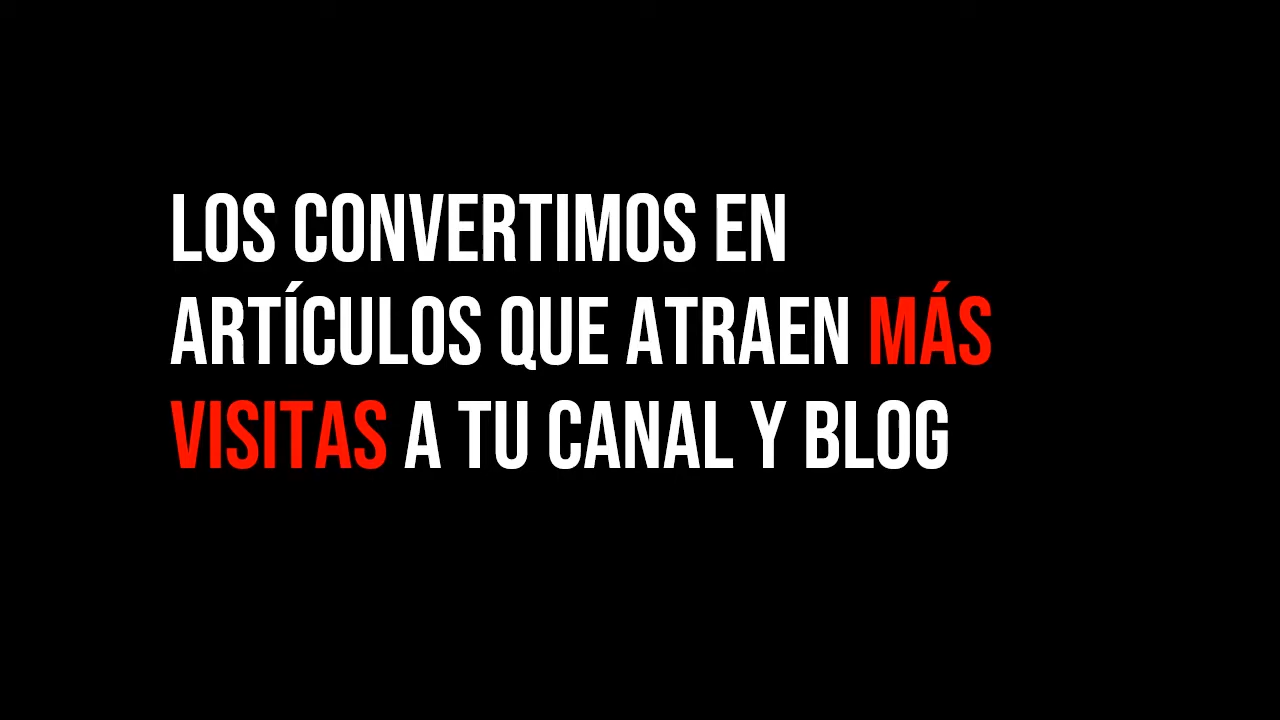 LOS CONVERTIMOS EN
ARTÍCULOS QUE ATRAEN MÁS
VISITAS A TU CANAL Y BLOG